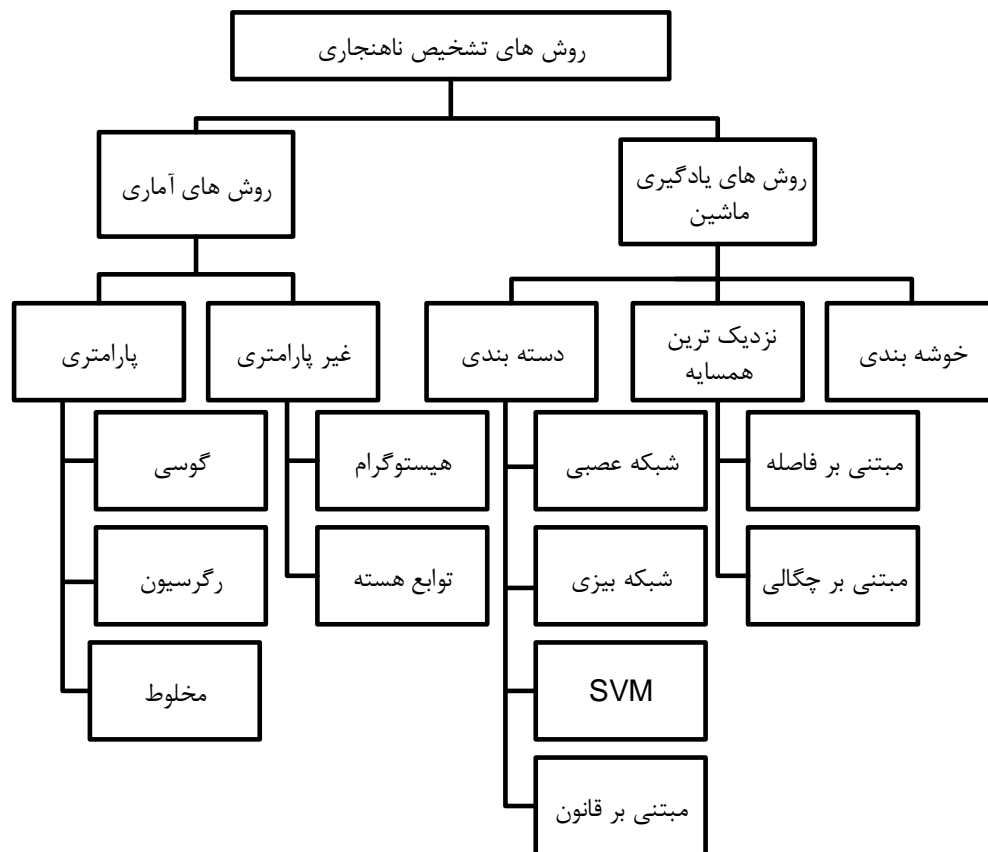 روش های تشخیص ناهنجاری
روش های یادگیری
ماشین
روش های آماری
خوشه بندی
نزدیک ترین
همسایه
دسته بندی
غیر پارامتری
پارامتری
مبتنی بر فاصله
شبکه عصبی
هیستوگرام
گوسی
مبتنی بر چگالی
شبکه بیزی
توابع هسته
رگرسیون
SVM
مخلوط
مبتنی بر قانون